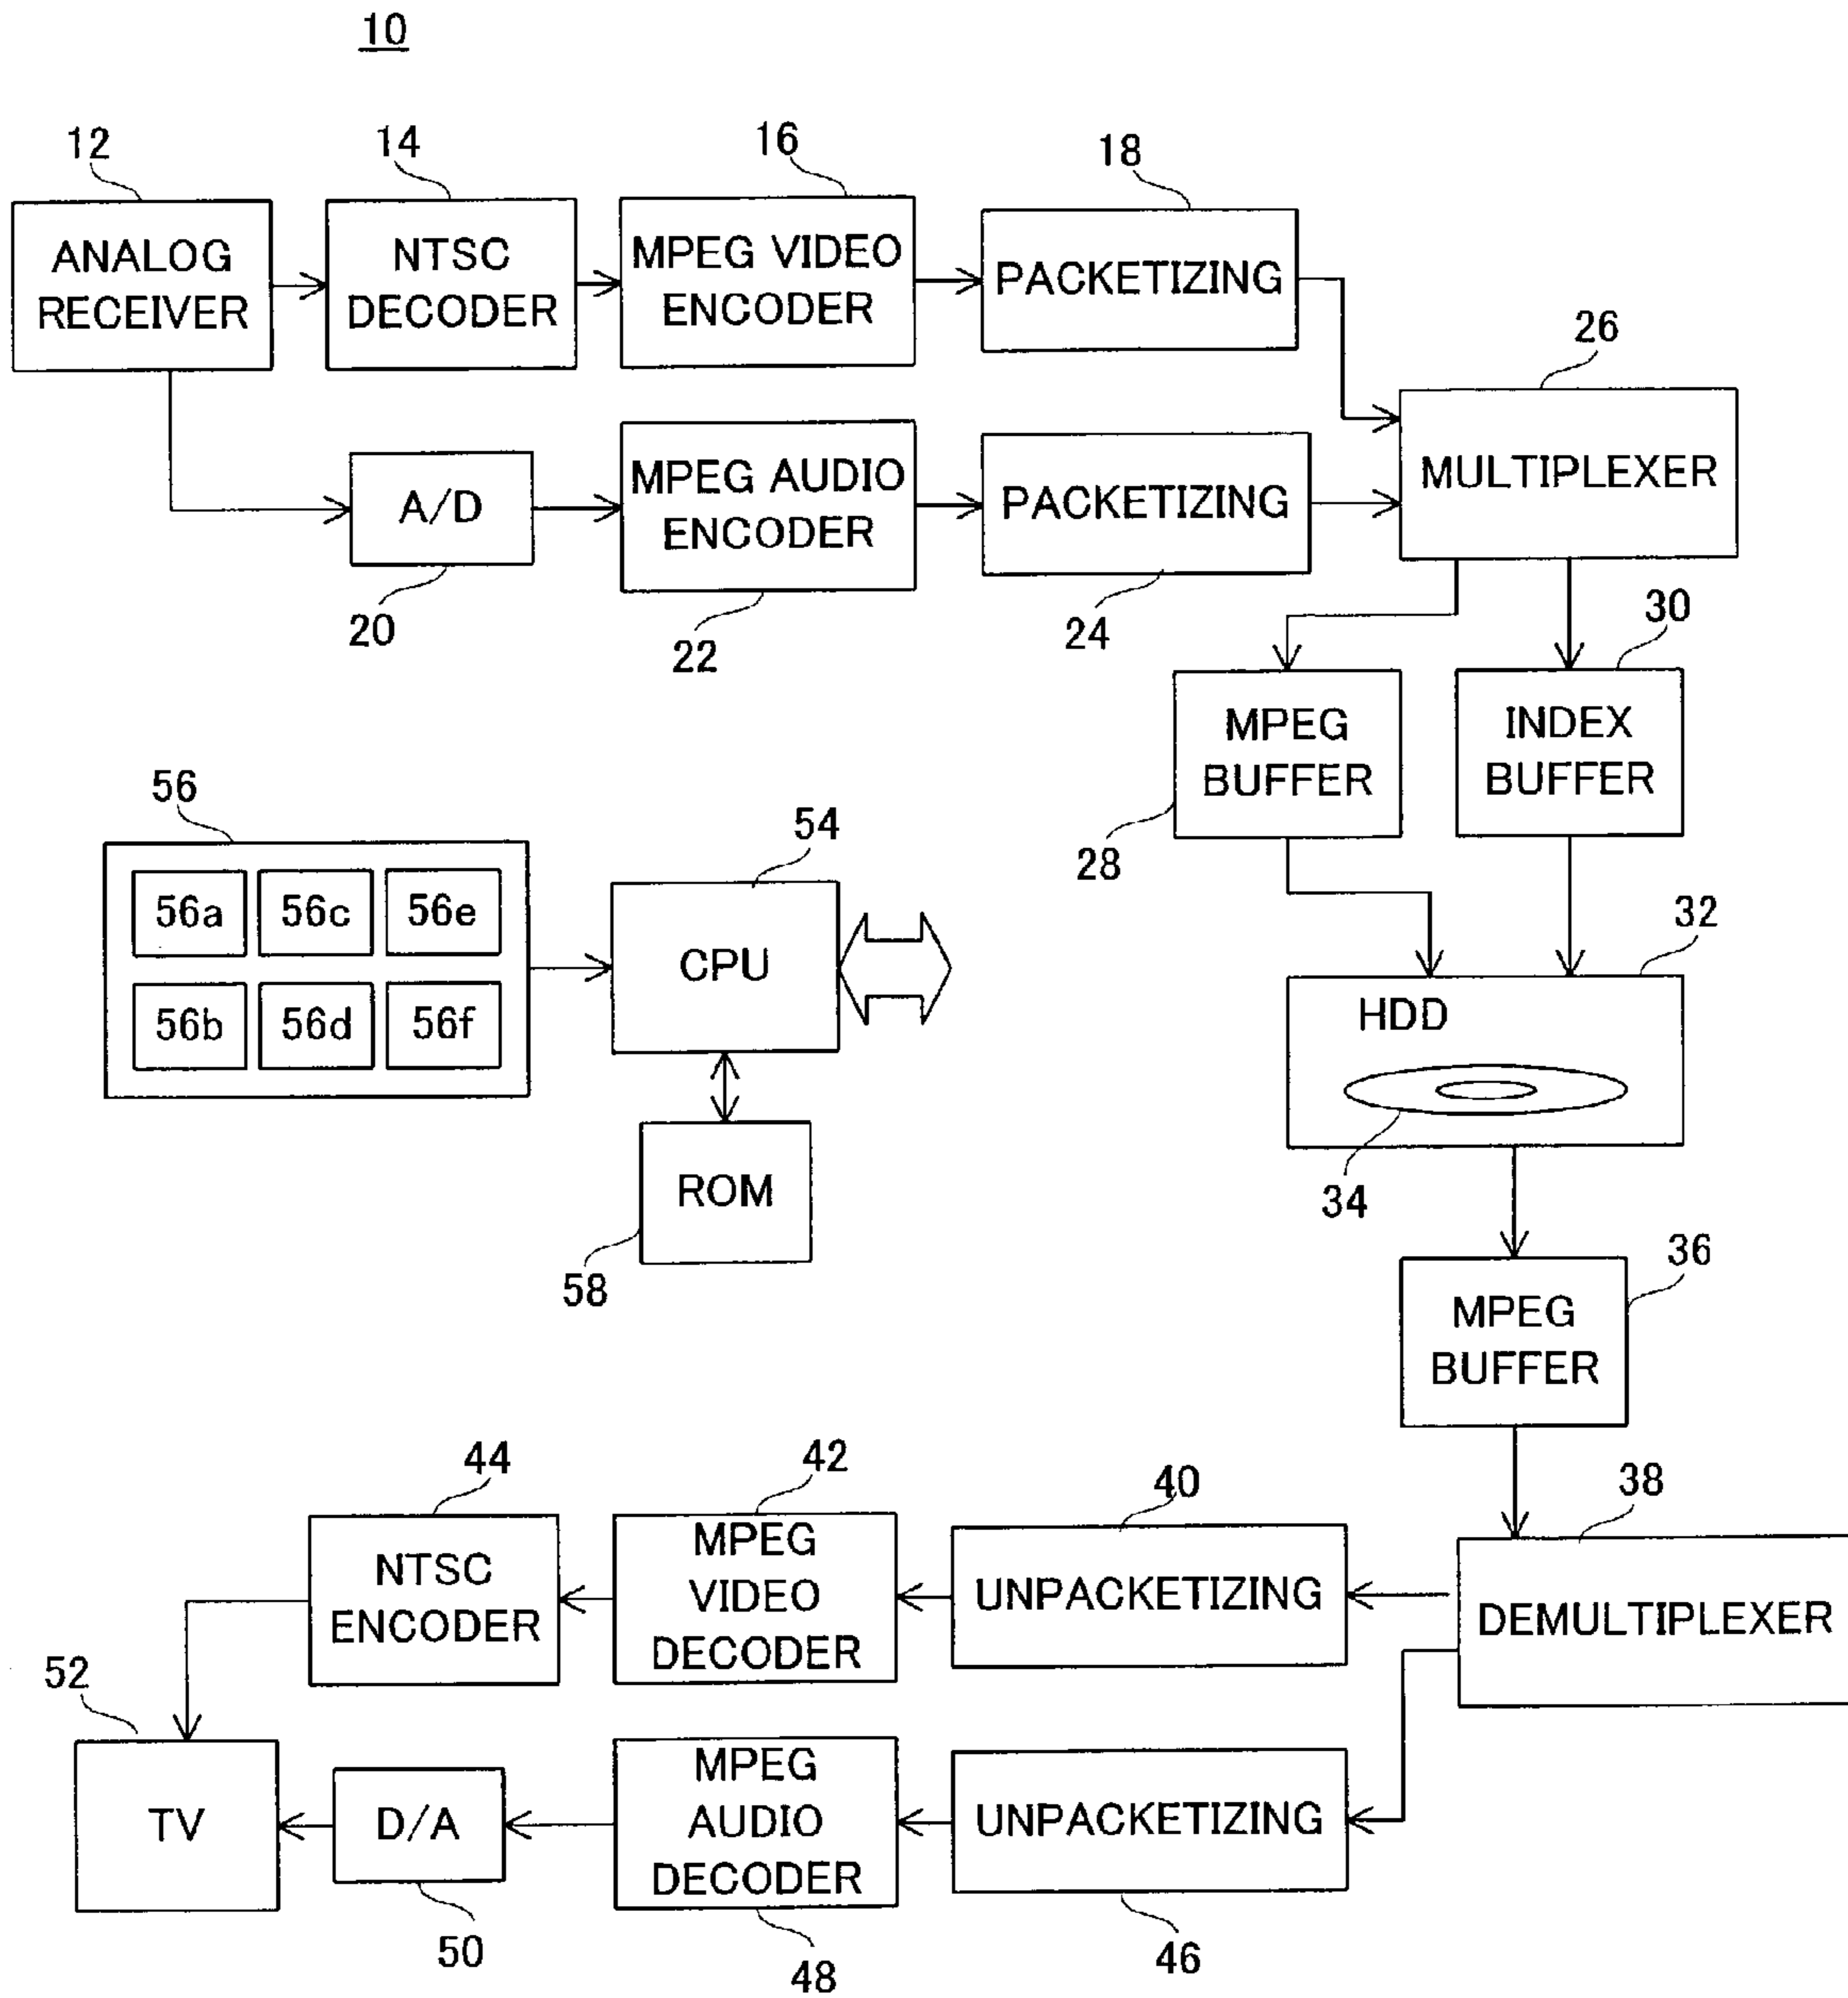 10
12
14
16
18
ANALOG
RECEIVER
NTSC
DECODER
MPEG VIDEO
ENCODER
PACKETIZING
26
MULTIPLEXER
A/D
MPEG AUDIO
ENCODER
PACKETIZING
20
22
24
30
MPEG
BUFFER
INDEX
BUFFER
28
56
54
56a
56c
56e
56b
56d
56f
CPU
32
HDD
34
ROM
58
36
MPEG
BUFFER
44
42
40
38
NTSC
ENCODER
MPEG
VIDEO
DECODER
UNPACKETIZING
DEMULTIPLEXER
52
TV
D/A
MPEG
AUDIO
DECODER
UNPACKETIZING
50
48
46